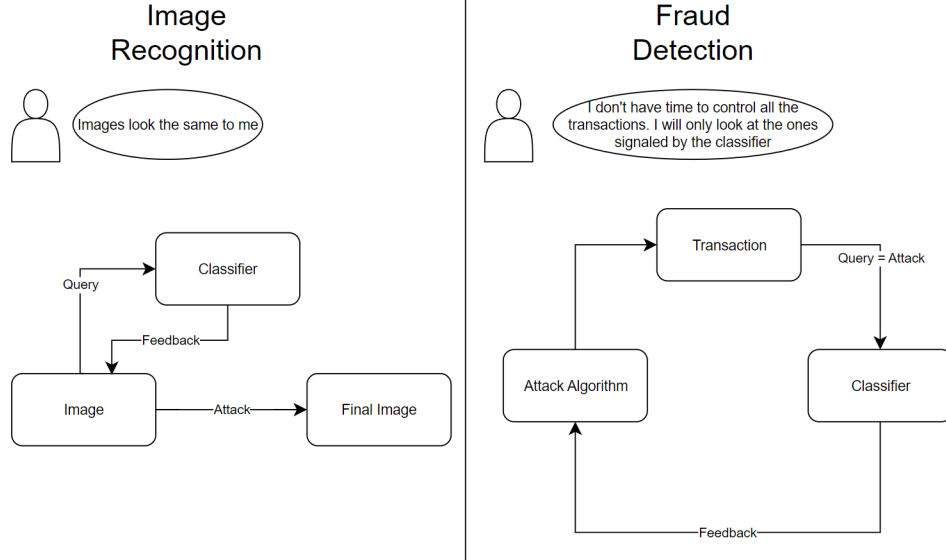 Image
Recognition
Images look the same to me
Classifier
Query
Feedback
Image
Attack
Final Image
Fraud
Detection
I don't have time to control all the
transactions. I will only look at the ones
signaled by the classifier
Transaction
Query = Attack
Attack Algorithm
Classifier
Feedback